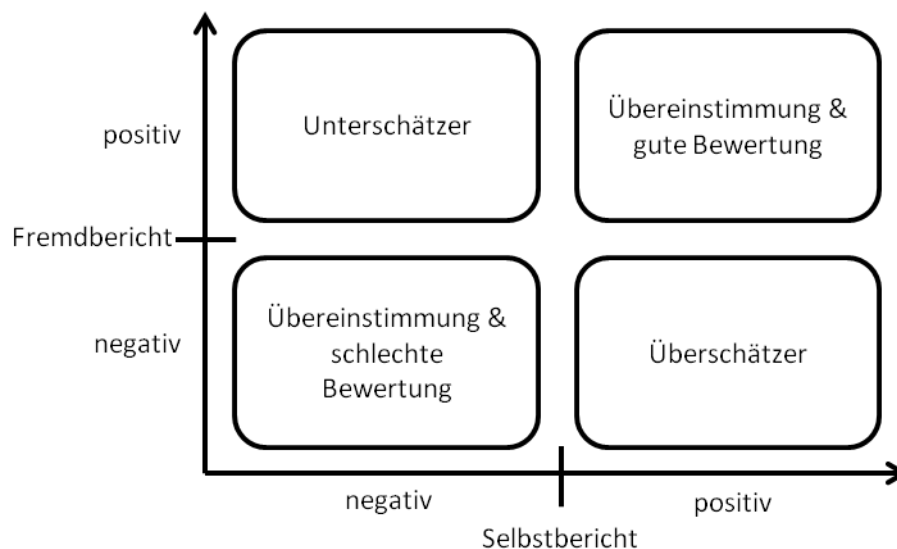 positiv
Unterschätzer
Übereinstimmung &
gute Bewertung
Fremdbericht
negativ
Übereinstimmung &
schlechte
Bewertung
Überschätzer
negativ
positiv
Selbstbericht